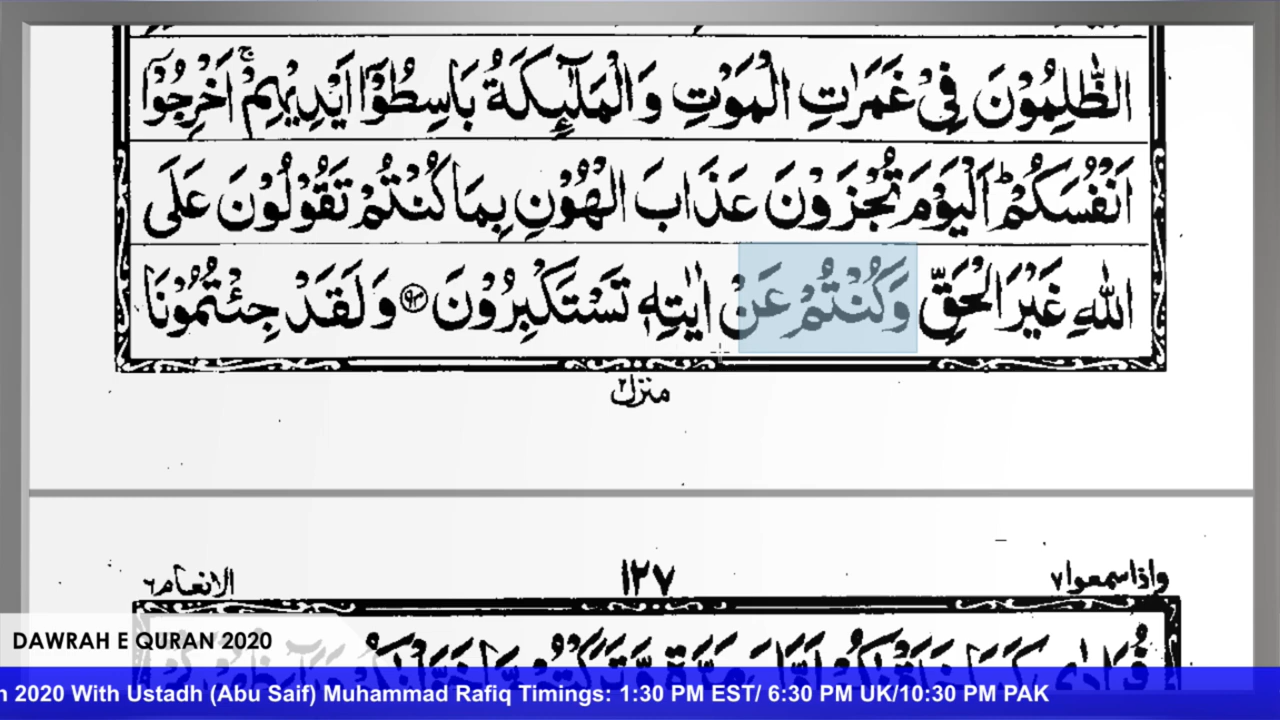 الظّٰلِمُوْنَ فِیْ غَمَرٰتِ الْمَوْتِ وَالْمَلٰٓئِكَةُ بَاسِطُوْۤا اَیْدِیْهِمْ ۚ اَخْرِجُوْۤا
اَنْفُسَكُمْ ؕ اَلْیَوْمَ تُجْزَوْنَ عَذَابَ الْهُوْنِ بِمَا كُنْتُمْ تَقُوْلُوْنَ عَلَی
اللّٰهِ غَیْرَ الْحَقِّ وَكُنْتُمْ عَنْ اٰیٰتِهٖ تَسْتَكْبِرُوْنَ ۹۳ وَلَقَدْ جِئْتُمُوْنَا
منزل۲
واذاسمعوا۷ ۱۲۷ الانعام۶
DAWRAH E QURAN 2020
2020 With Ustadh (Abu Saif) Muhammad Rafiq Timings: 1:30 PM EST/ 6:30 PM UK/10:30 PM PAK